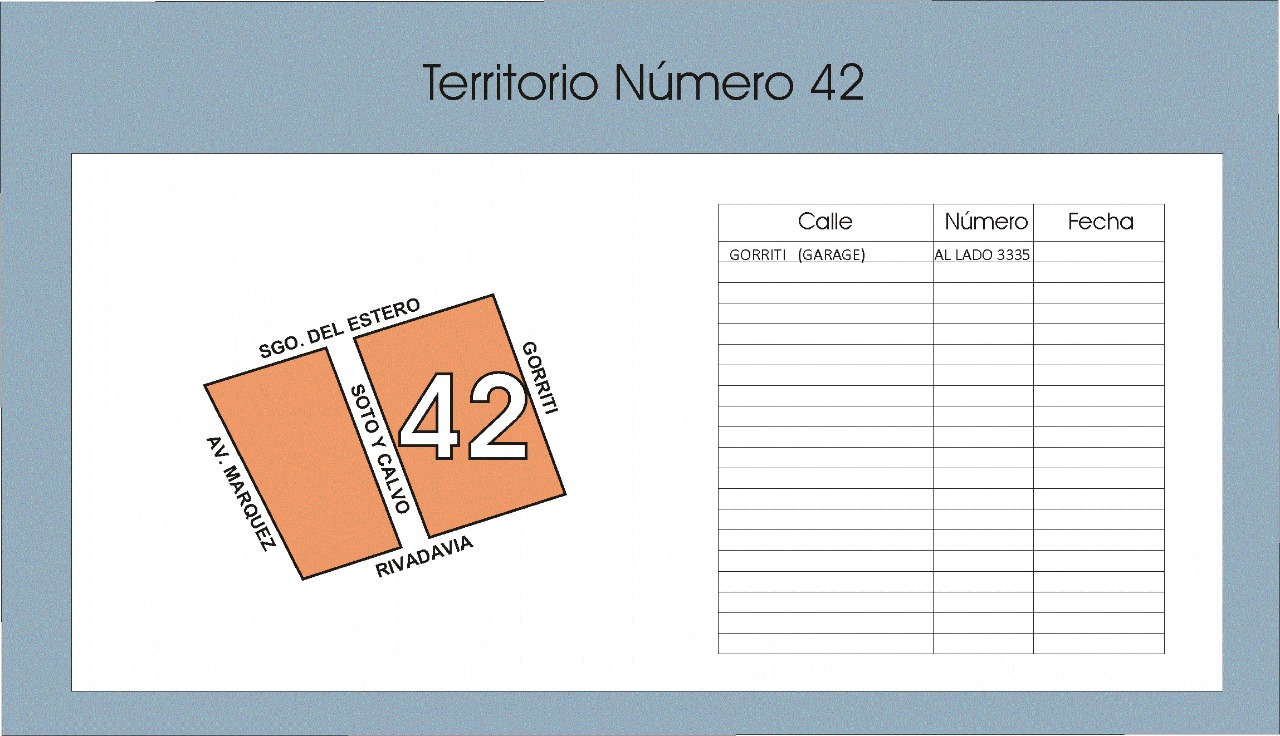 Territorio Número 42
SGO. DEL ESTERO
GORRITI
42
SOTO Y CALVO
AV. MARQUEZ
RIVADAVIA
Calle Número Fecha
GORRITI (GARAGE) AL LADO 3335